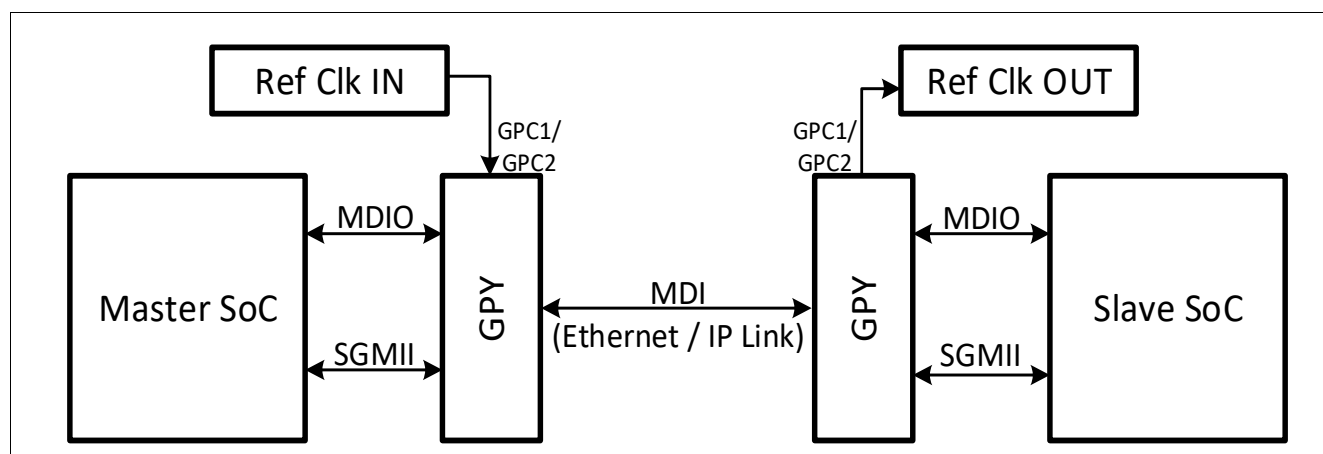 Ref Clk IN
Ref Clk OUT
GPC1/
GPC2
GPC1/
GPC2
Master SoC
MDIO
SGMII
GPY
MDI
(Ethernet / IP Link)
GPY
MDIO
SGMII
Slave SoC